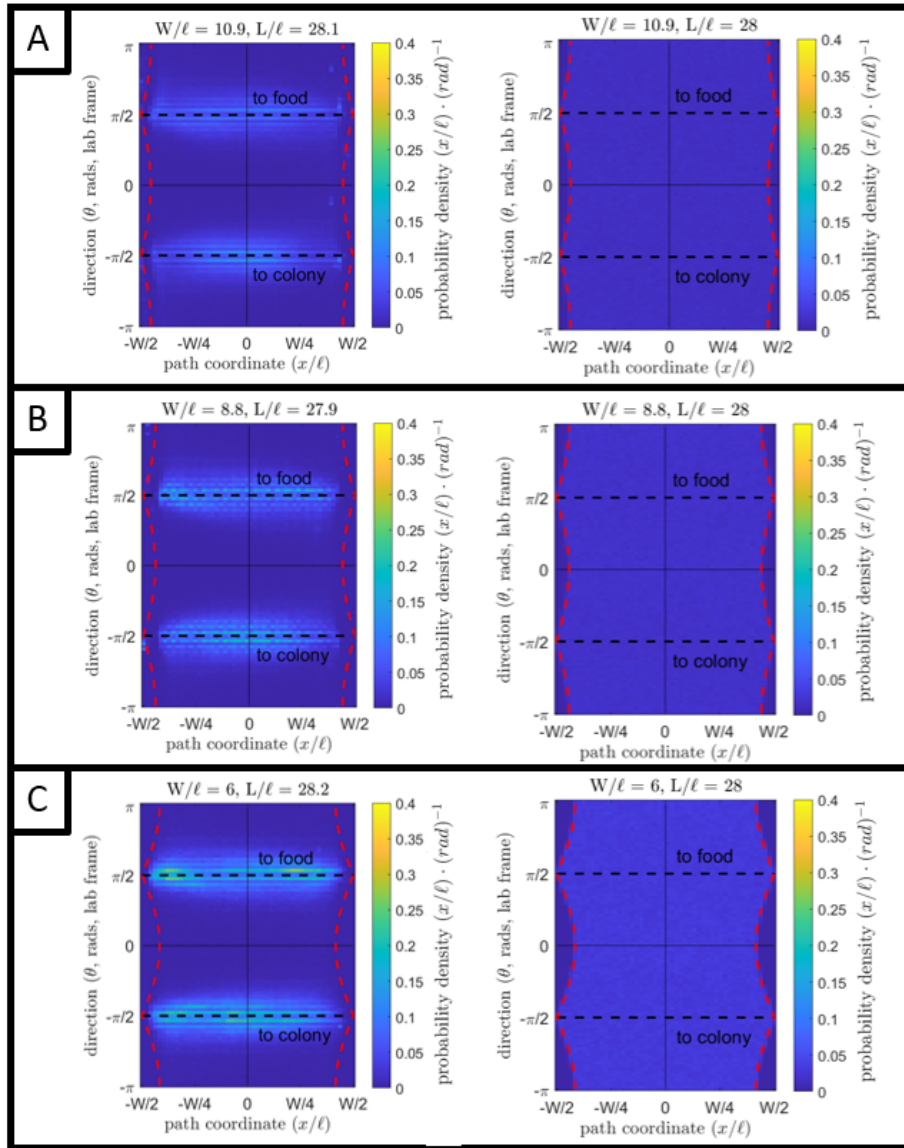 A
W/ℓ = 10.9, L/ℓ = 28.1
direction (θ, rads, lab frame)
π
π/2
0
-π/2
-π
to food
to colony
-W/2 -W/4 0 W/4 W/2
path coordinate (x/ℓ)
0.4
0.35
0.3
0.25
0.2
0.15
0.1
0.05
0
probability density (x/ℓ) · (rad)⁻¹
W/ℓ = 10.9, L/ℓ = 28
direction (θ, rads, lab frame)
π
π/2
0
-π/2
-π
to food
to colony
-W/2 -W/4 0 W/4 W/2
path coordinate (x/ℓ)
0.4
0.35
0.3
0.25
0.2
0.15
0.1
0.05
0
probability density (x/ℓ) · (rad)⁻¹
B
W/ℓ = 8.8, L/ℓ = 27.9
direction (θ, rads, lab frame)
π
π/2
0
-π/2
-π
to food
to colony
-W/2 -W/4 0 W/4 W/2
path coordinate (x/ℓ)
0.4
0.35
0.3
0.25
0.2
0.15
0.1
0.05
0
probability density (x/ℓ) · (rad)⁻¹
W/ℓ = 8.8, L/ℓ = 28
direction (θ, rads, lab frame)
π
π/2
0
-π/2
-π
to food
to colony
-W/2 -W/4 0 W/4 W/2
path coordinate (x/ℓ)
0.4
0.35
0.3
0.25
0.2
0.15
0.1
0.05
0
probability density (x/ℓ) · (rad)⁻¹
C
W/ℓ = 6, L/ℓ = 28.2
direction (θ, rads, lab frame)
π
π/2
0
-π/2
-π
to food
to colony
-W/2 -W/4 0 W/4 W/2
path coordinate (x/ℓ)
0.4
0.35
0.3
0.25
0.2
0.15
0.1
0.05
0
probability density (x/ℓ) · (rad)⁻¹
W/ℓ = 6, L/ℓ = 28
direction (θ, rads, lab frame)
π
π/2
0
-π/2
-π
to food
to colony
-W/2 -W/4 0 W/4 W/2
path coordinate (x/ℓ)
0.4
0.35
0.3
0.25
0.2
0.15
0.1
0.05
0
probability density (x/ℓ) · (rad)⁻¹